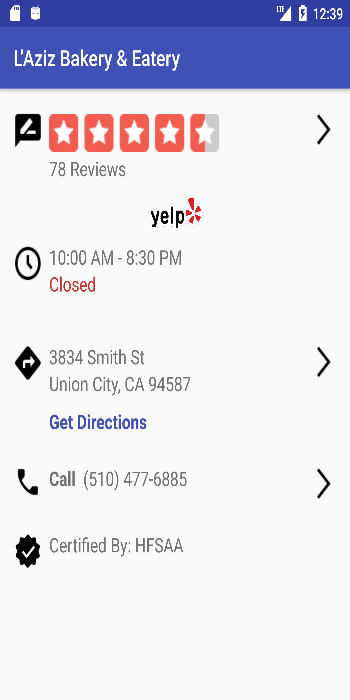 LTE 12:39
L'Aziz Bakery & Eatery
78 Reviews
yelp
10:00 AM - 8:30 PM
Closed
3834 Smith St
Union City, CA 94587
Get Directions
Call (510) 477-6885
Certified By: HFSAA